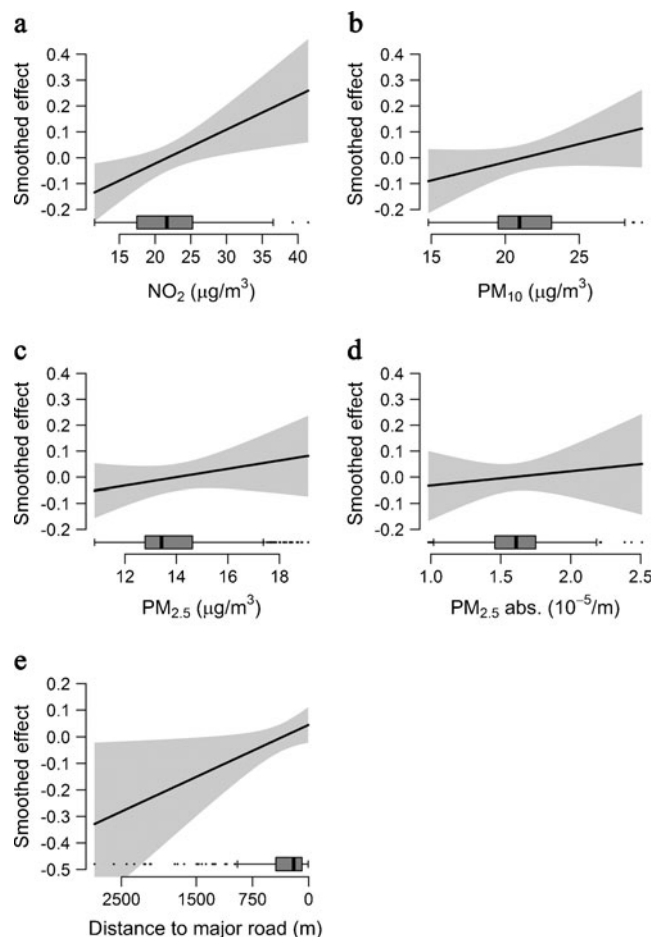 a
Smoothed effect
0.4
0.3
0.2
0.1
0.0
-0.1
-0.2
15 20 25 30 35 40
NO₂ (μg/m³)
b
Smoothed effect
0.4
0.3
0.2
0.1
0.0
-0.1
-0.2
15 20 25
PM₁₀ (μg/m³)
c
Smoothed effect
0.4
0.3
0.2
0.1
0.0
-0.1
-0.2
12 14 16 18
PM₂.₅ (μg/m³)
d
Smoothed effect
0.4
0.3
0.2
0.1
0.0
-0.1
-0.2
1.0 1.5 2.0 2.5
PM₂.₅ abs. (10⁻⁵/m)
e
Smoothed effect
0.2
0.1
0.0
-0.1
-0.2
-0.3
-0.4
-0.5
2500 1500 750 0
Distance to major road (m)